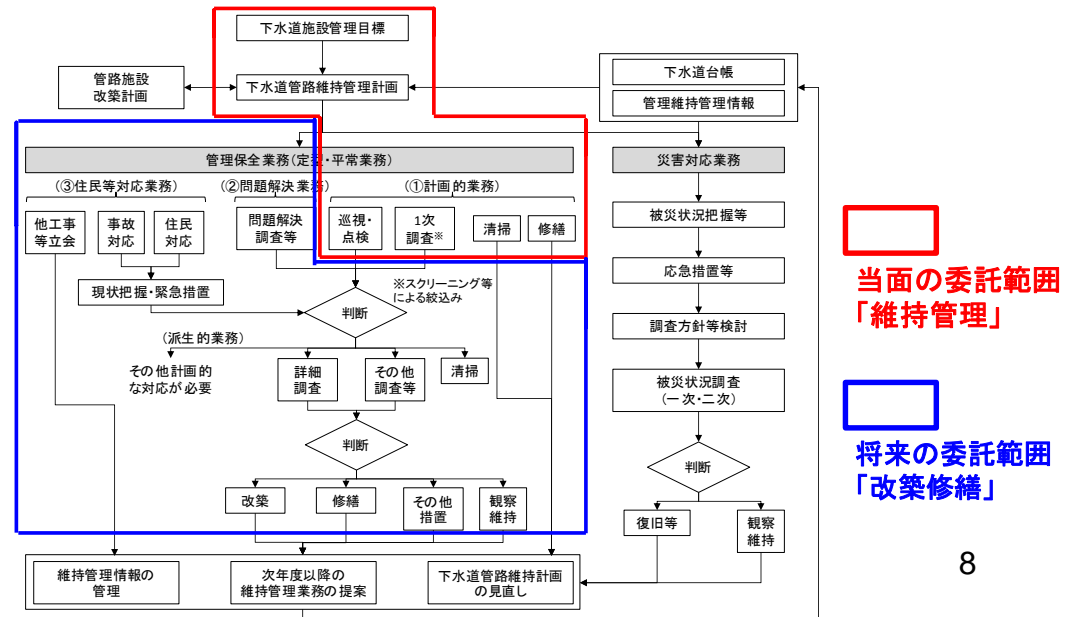 下水道施設管理目標
管路施設
改築計画
下水道管路維持管理計画
下水道台帳
管理維持管理情報
管理保全業務(定型・平常業務)
災害対応業務
(③住民等対応業務)
(②問題解決業務)
(①計画的業務)
他工事
等立会
事故
対応
住民
対応
問題解決
調査等
巡視・
点検
1次
調査※
清掃
修繕
被災状況把握等
現状把握・緊急措置
※スクリーニング等
による絞込み
応急措置等
判断
調査方針等検討
(派生的業務)
その他計画的
な対応が必要
詳細
調査
その他
調査等
清掃
被災状況調査
(一次・二次)
判断
判断
改築
修繕
その他
措置
観察
維持
復旧等
観察
維持
維持管理情報の
管理
次年度以降の
維持管理業務の提案
下水道管路維持計画
の見直し
当面の委託範囲
「維持管理」
将来の委託範囲
「改築修繕」
8